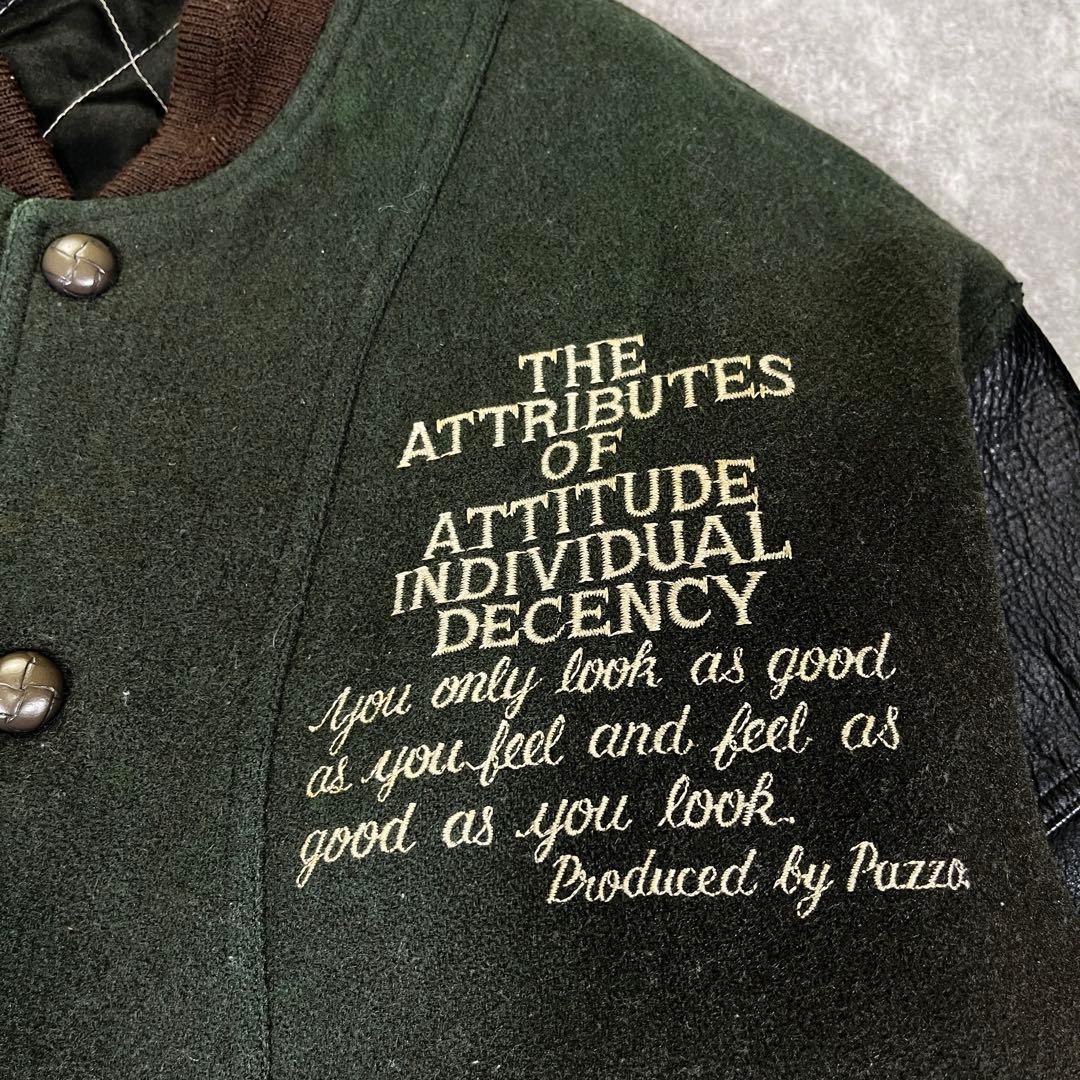 THE
ATTRIBUTES
OF
ATTITUDE
INDIVIDUAL
DECENCY
you only look as good
as you feel and feel as
good as you look..
Produced by Pazzo.